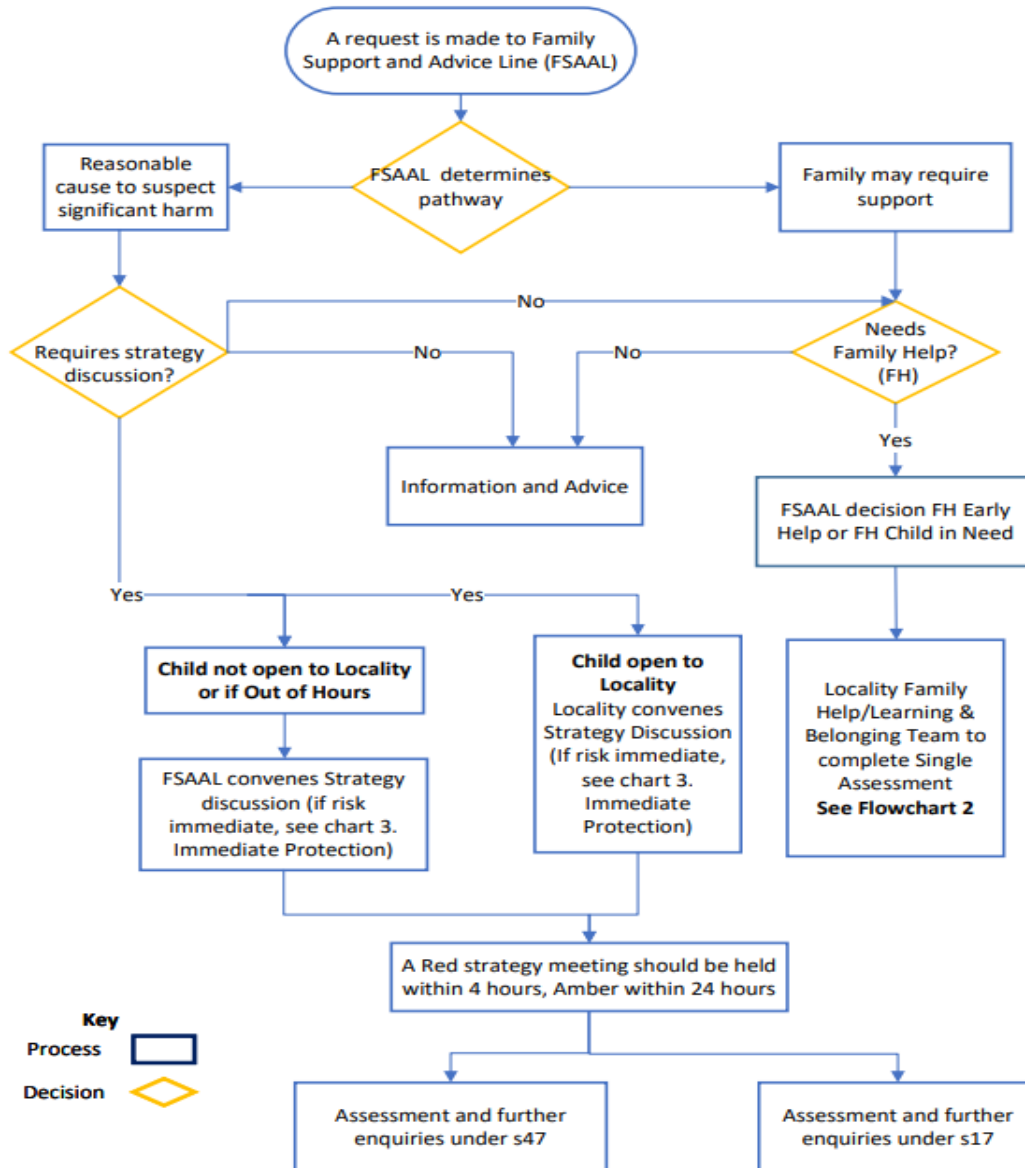 A request is made to Family
Support and Advice Line (FSAAL)
Reasonable
cause to suspect
significant harm
FSAAL determines
pathway
Family may require
support
No
Requires strategy
discussion?
No
No
Needs
Family Help?
(FH)
Yes
Information and Advice
FSAAL decision FH Early
Help or FH Child in Need
Yes
Yes
Child not open to Locality
or if Out of Hours
Child open to
Locality
Locality convenes
Strategy Discussion
(If risk immediate,
see chart 3.
Immediate
Protection)
Locality Family
Help/Learning &
Belonging Team to
complete Single
Assessment
See Flowchart 2
FSAAL convenes Strategy
discussion (if risk
immediate, see chart 3.
Immediate Protection)
A Red strategy meeting should be held
within 4 hours, Amber within 24 hours
Key
Process
Decision
Assessment and further
enquiries under s47
Assessment and further
enquiries under s17